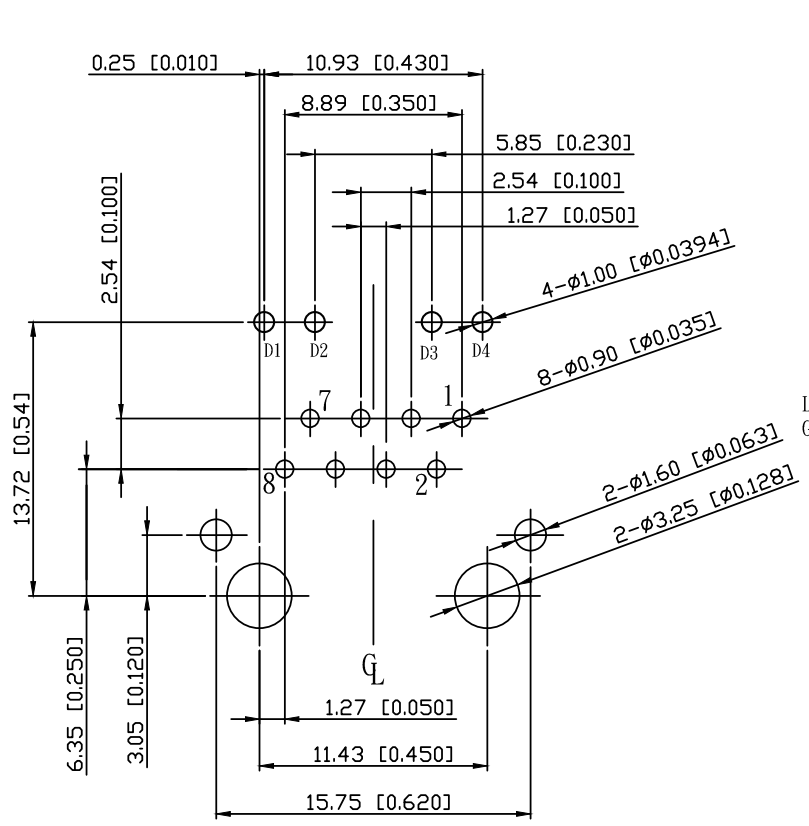 0.25 [0.010]
10.93 [0.430]
8.89 [0.350]
5.85 [0.230]
2.54 [0.100]
1.27 [0.050]
2.54 [0.100]
4-ø1.00 [ø0.0394]
D1
D2
D3
D4
8-ø0.90 [ø0.035]
7
1
13.72 [0.54]
8
2
2-ø1.60 [ø0.063]
2-ø3.25 [ø0.128]
6.35 [0.250]
3.05 [0.120]
CL
1.27 [0.050]
11.43 [0.450]
15.75 [0.620]